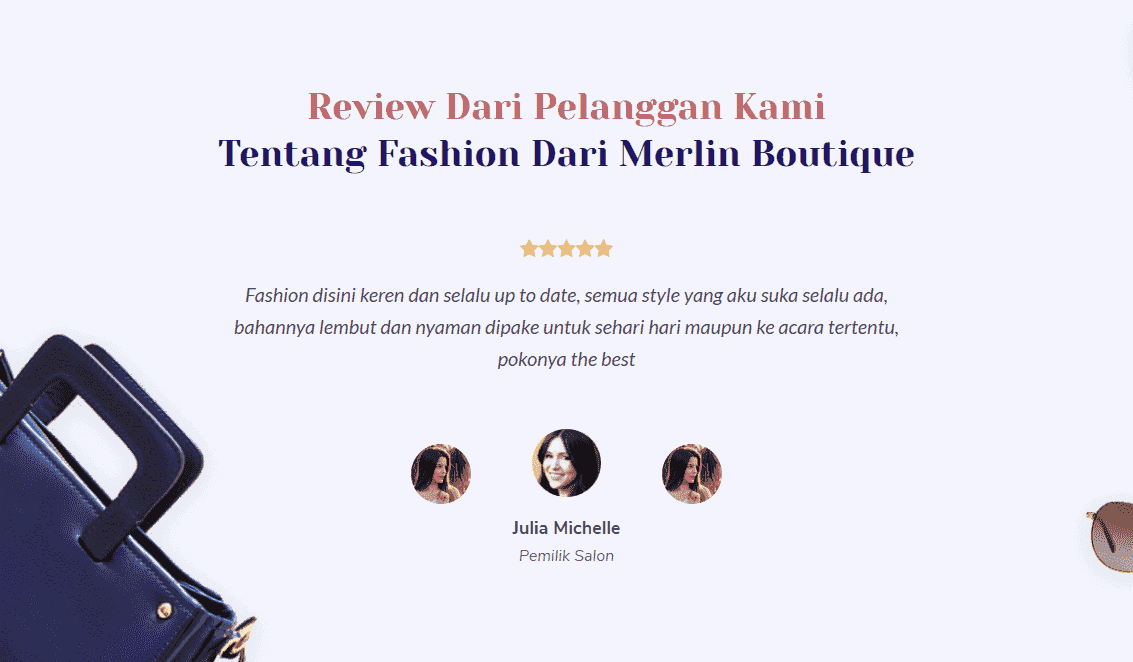 Review Dari Pelanggan Kami
Tentang Fashion Dari Merlin Boutique
Fashion disini keren dan selalu up to date, semua style yang aku suka selalu ada,
bahannya lembut dan nyaman dipake untuk sehari hari maupun ke acara tertentu,
pokonya the best
Julia Michelle
Pemilik Salon